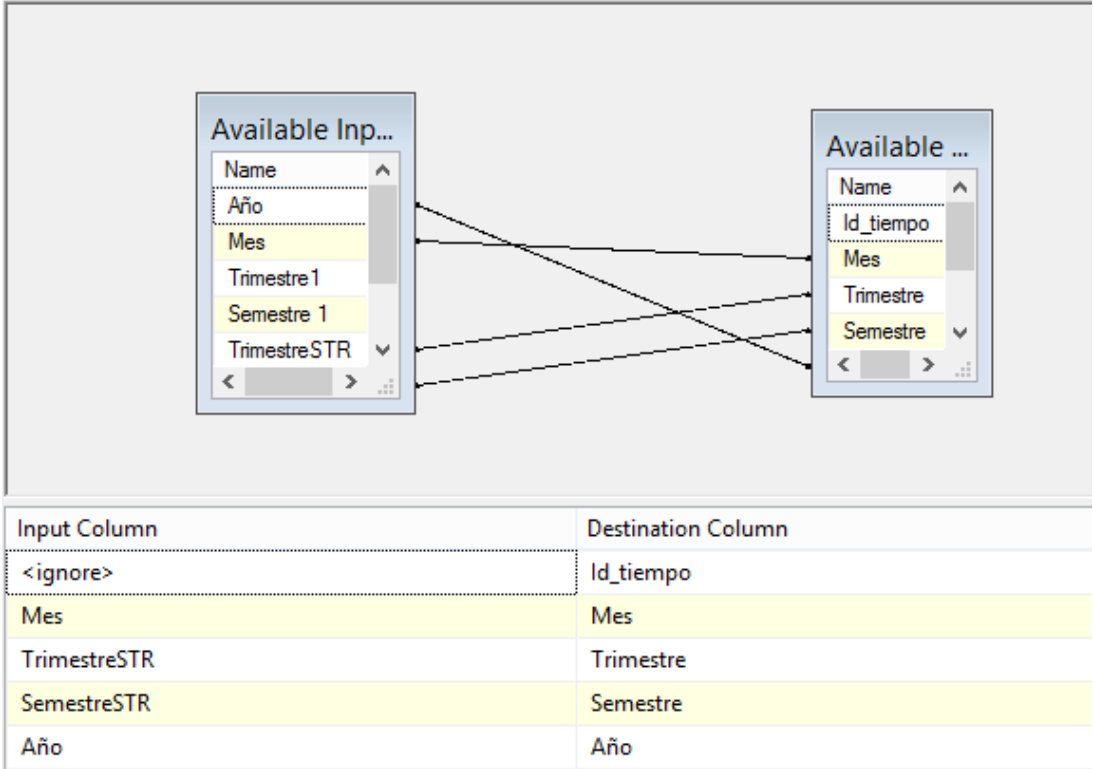 Available Inp...
Name
Año
Mes
Trimestre1
Semestre 1
TrimestreSTR
Available ...
Name
Id_tiempo
Mes
Trimestre
Semestre
Input Column Destination Column
<ignore> Id_tiempo
Mes Mes
TrimestreSTR Trimestre
SemestreSTR Semestre
Año Año